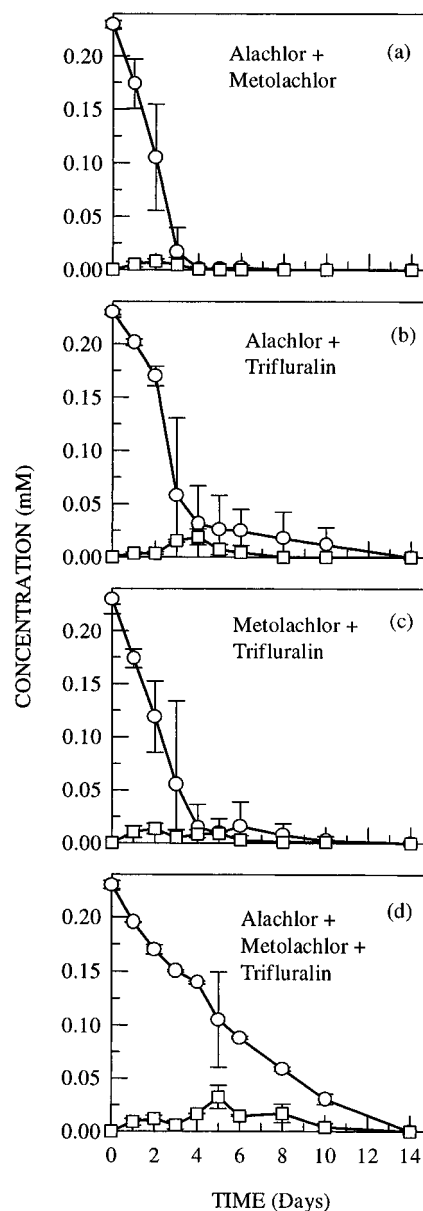 0.20
0.15
0.10
0.05
0.00
Alachlor +
Metolachlor
(a)
0.20
0.15
0.10
0.05
0.00
Alachlor +
Trifluralin
(b)
CONCENTRATION (mM)
0.20
0.15
0.10
0.05
0.00
Metolachlor +
Trifluralin
(c)
0.20
0.15
0.10
0.05
0.00
Alachlor +
Metolachlor +
Trifluralin
(d)
0 2 4 6 8 10 12 14
TIME (Days)